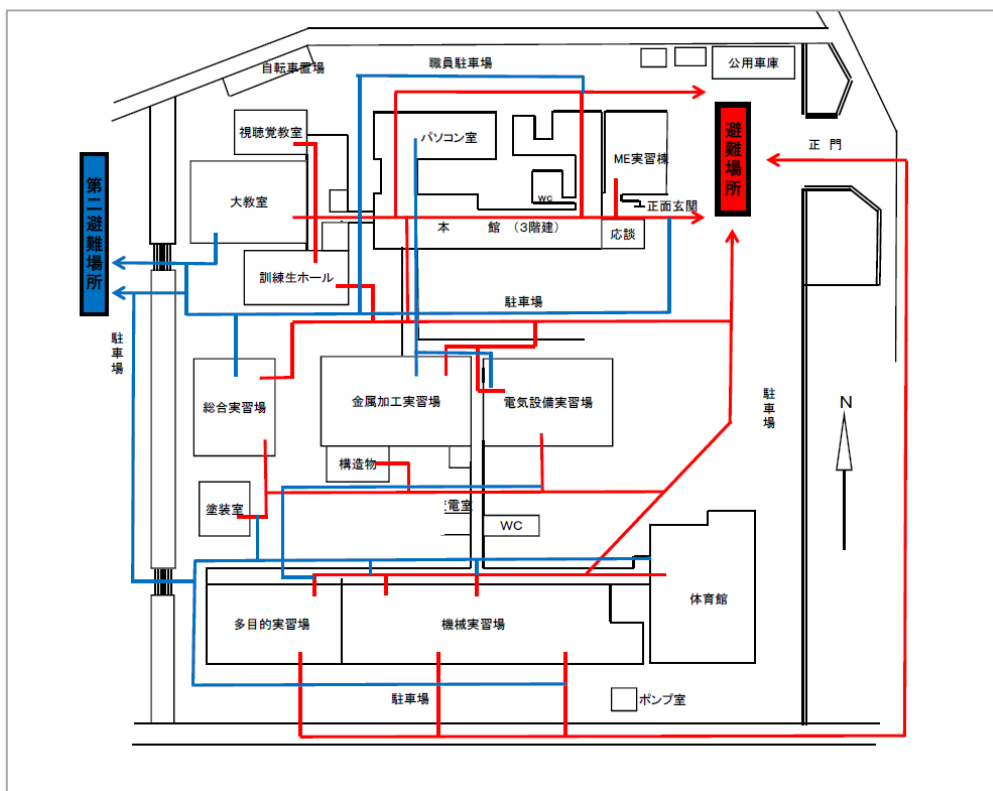 自転車置場
職員駐車場
公用車庫
視聴覚教室
パソコン室
ME実習棟
避難場所
正 門
第二避難場所
大教室
WC
正面玄関
本 館 (3階建)
応談
訓練生ホール
駐車場
駐車場
駐車場
総合実習場
金属加工実習場
電気設備実習場
N
構造物
塗装室
電室
WC
多目的実習場
機械実習場
体育館
駐車場
ポンプ室